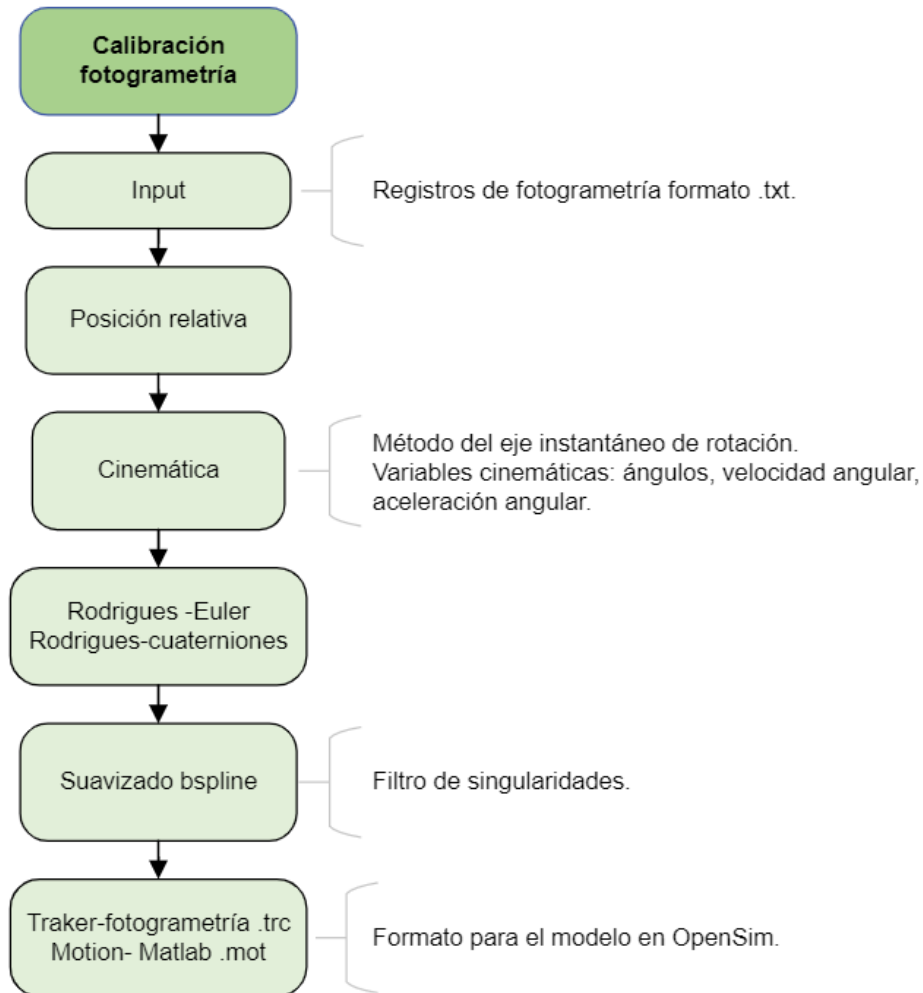 Calibración
fotogrametría
Input
Registros de fotogrametría formato .txt.
Posición relativa
Cinemática
Método del eje instantáneo de rotación.
Variables cinemáticas: ángulos, velocidad angular,
aceleración angular.
Rodrigues -Euler
Rodrigues-cuaterniones
Suavizado bspline
Filtro de singularidades.
Traker-fotogrametría .trc
Motion- Matlab .mot
Formato para el modelo en OpenSim.